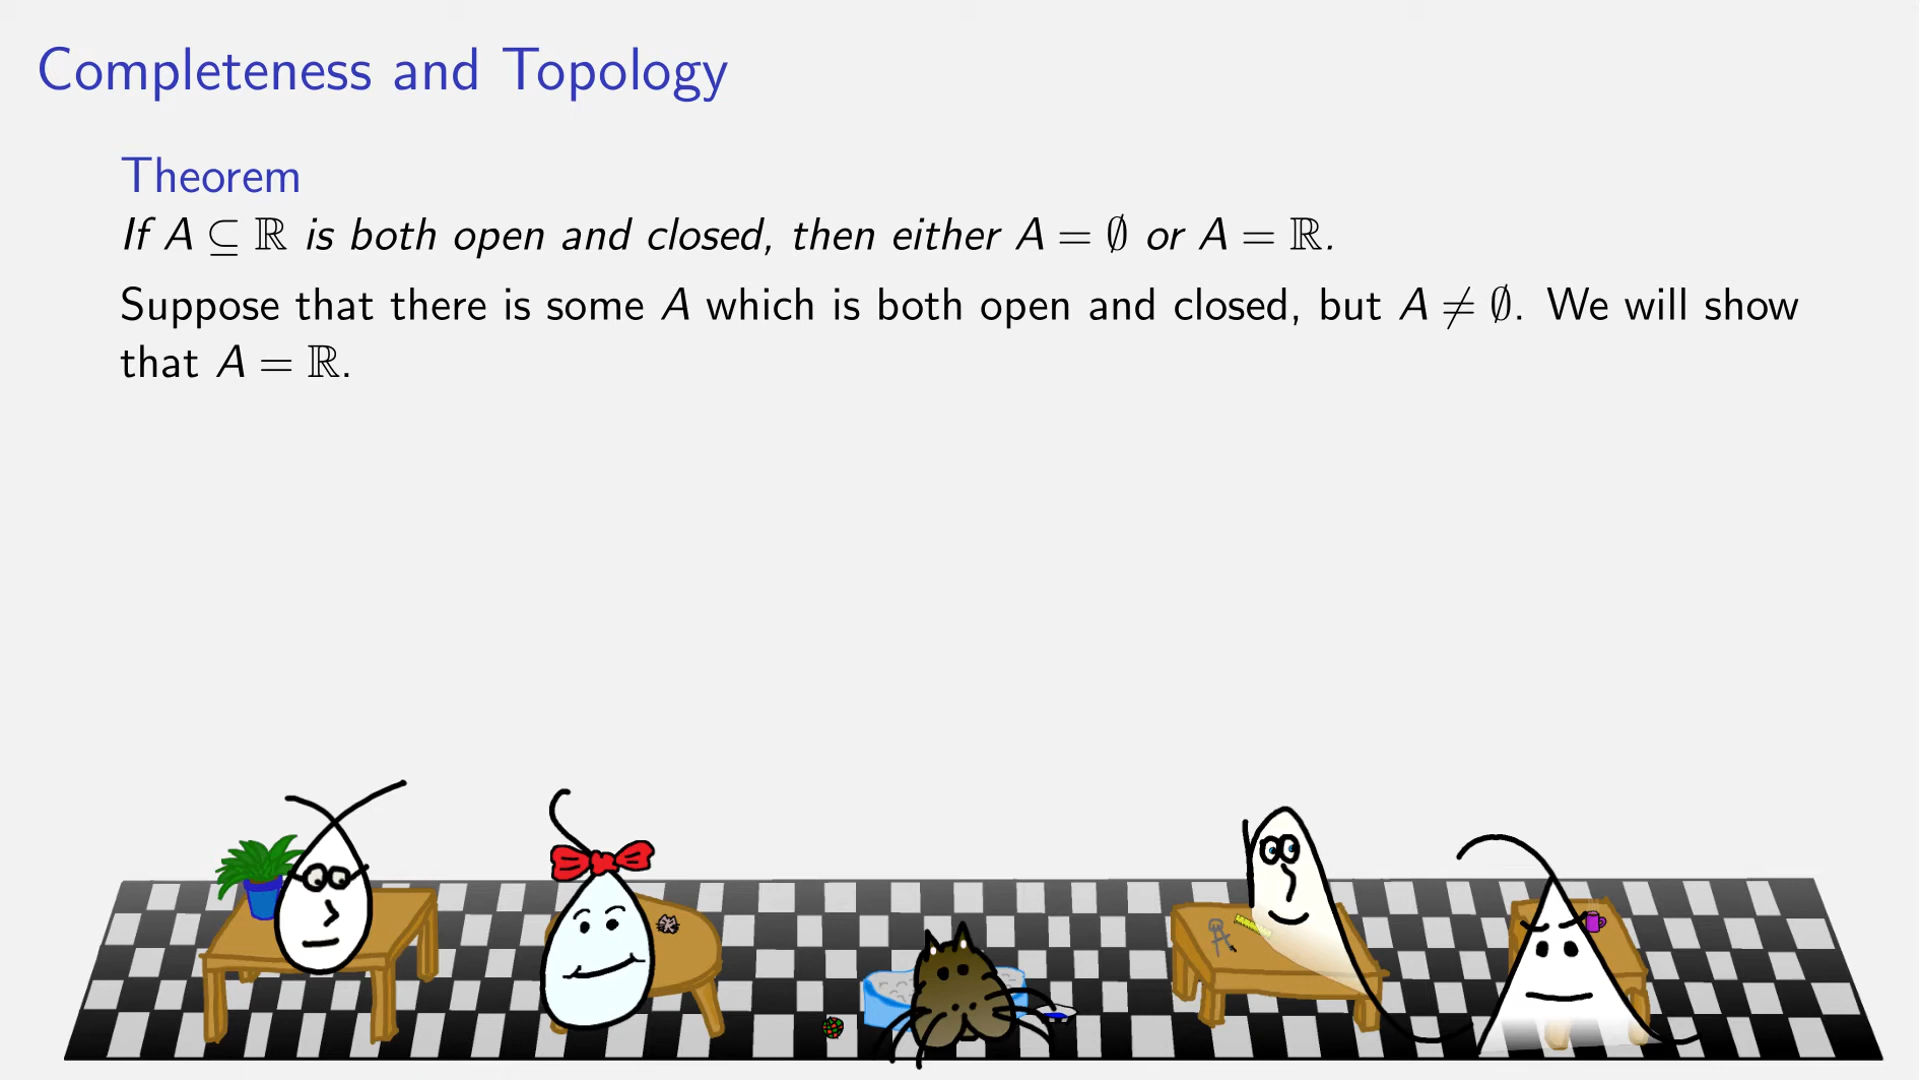 Completeness and Topology
Theorem
If A ⊆ ℝ is both open and closed, then either A = ∅ or A = ℝ.
Suppose that there is some A which is both open and closed, but A ≠ ∅. We will show
that A = ℝ.